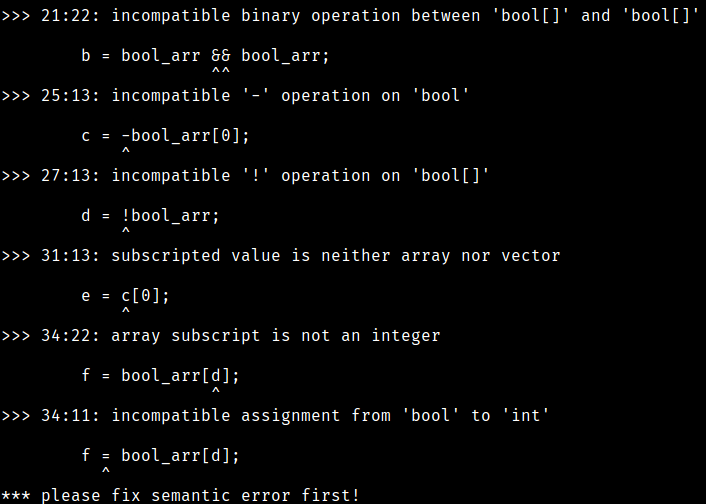 >>> 21:22: incompatible binary operation between 'bool[]' and 'bool[]'
b = bool_arr && bool_arr;
^^
>>> 25:13: incompatible '-' operation on 'bool'
c = -bool_arr[0];
^
>>> 27:13: incompatible '!' operation on 'bool[]'
d = !bool_arr;
^
>>> 31:13: subscripted value is neither array nor vector
e = c[0];
^
>>> 34:22: array subscript is not an integer
f = bool_arr[d];
^
>>> 34:11: incompatible assignment from 'bool' to 'int'
f = bool_arr[d];
^
*** please fix semantic error first!